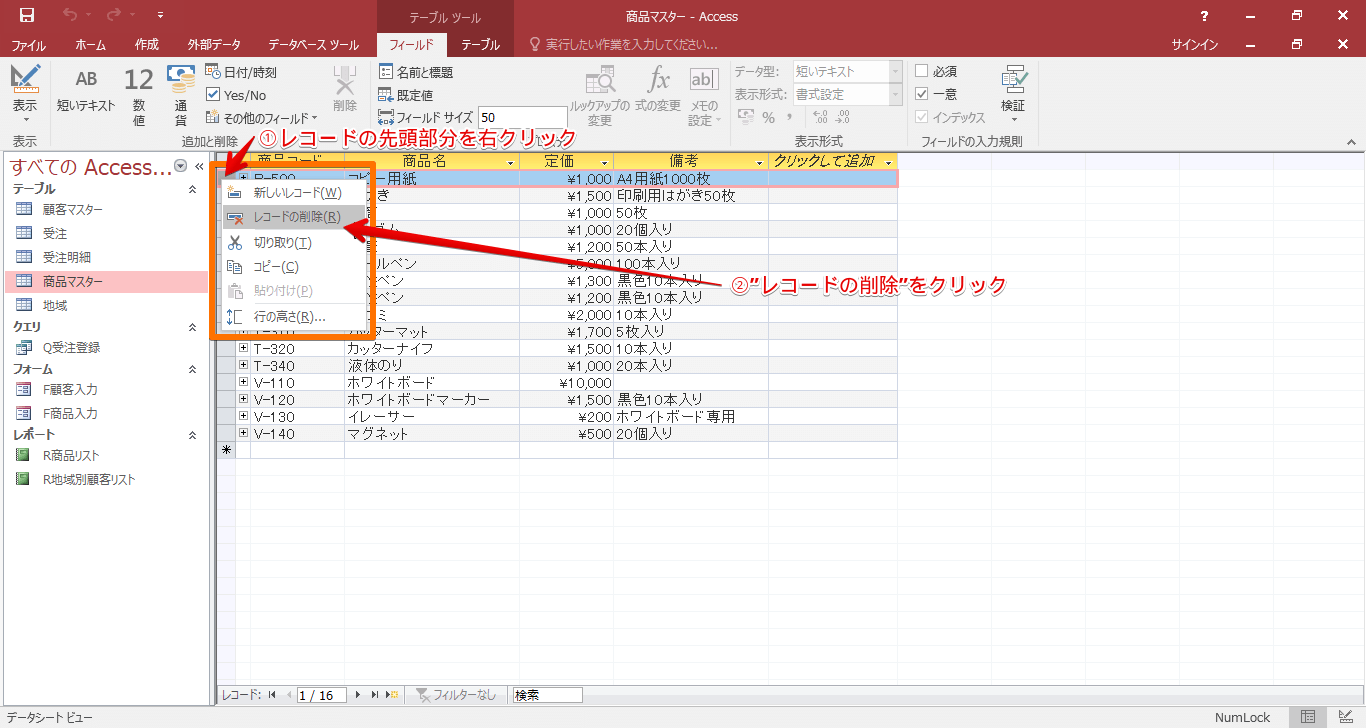 テーブル ツール
商品マスター - Access
?
ファイル ホーム 作成 外部データ データベース ツール フィールド テーブル 実行したい作業を入力してください... サインイン
表示
表示
AB
短いテキスト
12
数値
通貨
日付/時刻
Yes/No
その他のフィールド
削除
追加と削除
名前と標題
既定値
フィールド サイズ 50
ルックアップの変更
fx
式の変更
ab|
メモの設定
データ型: 短いテキスト
表示形式: 書式設定
% , .00
表示形式
必須
一意
インデックス
検証
フィールドの入力規則
①レコードの先頭部分を右クリック
すべての Access... «
テーブル
顧客マスター
受注
受注明細
商品マスター
地域
クエリ
Q受注登録
フォーム
F顧客入力
F商品入力
レポート
R商品リスト
R地域別顧客リスト
商品コード 商品名 定価 備考 クリックして追加
用紙 ¥1,000 A4用紙1000枚
き ¥1,500 印刷用はがき50枚
¥1,000 50枚
¥1,000 20個入り
¥1,200 50本入り
ールペン ¥5,000 100本入り
ペン ¥1,300 黒色10本入り
ペン ¥1,200 黒色10本入り
ミ ¥2,000 10本入り
カッターマット ¥1,700 5枚入り
T-320 カッターナイフ ¥1,500 10本入り
T-340 液体のり ¥1,000 20本入り
V-110 ホワイトボード ¥10,000
V-120 ホワイトボードマーカー ¥1,500 黒色10本入り
V-130 イレーサー ¥200 ホワイトボード専用
V-140 マグネット ¥500 20個入り
*
新しいレコード(W)
レコードの削除(R)
切り取り(T)
コピー(C)
貼り付け(P)
行の高さ(R)...
②”レコードの削除”をクリック
レコード: 1 / 16 フィルターなし 検索
データシート ビュー NumLock